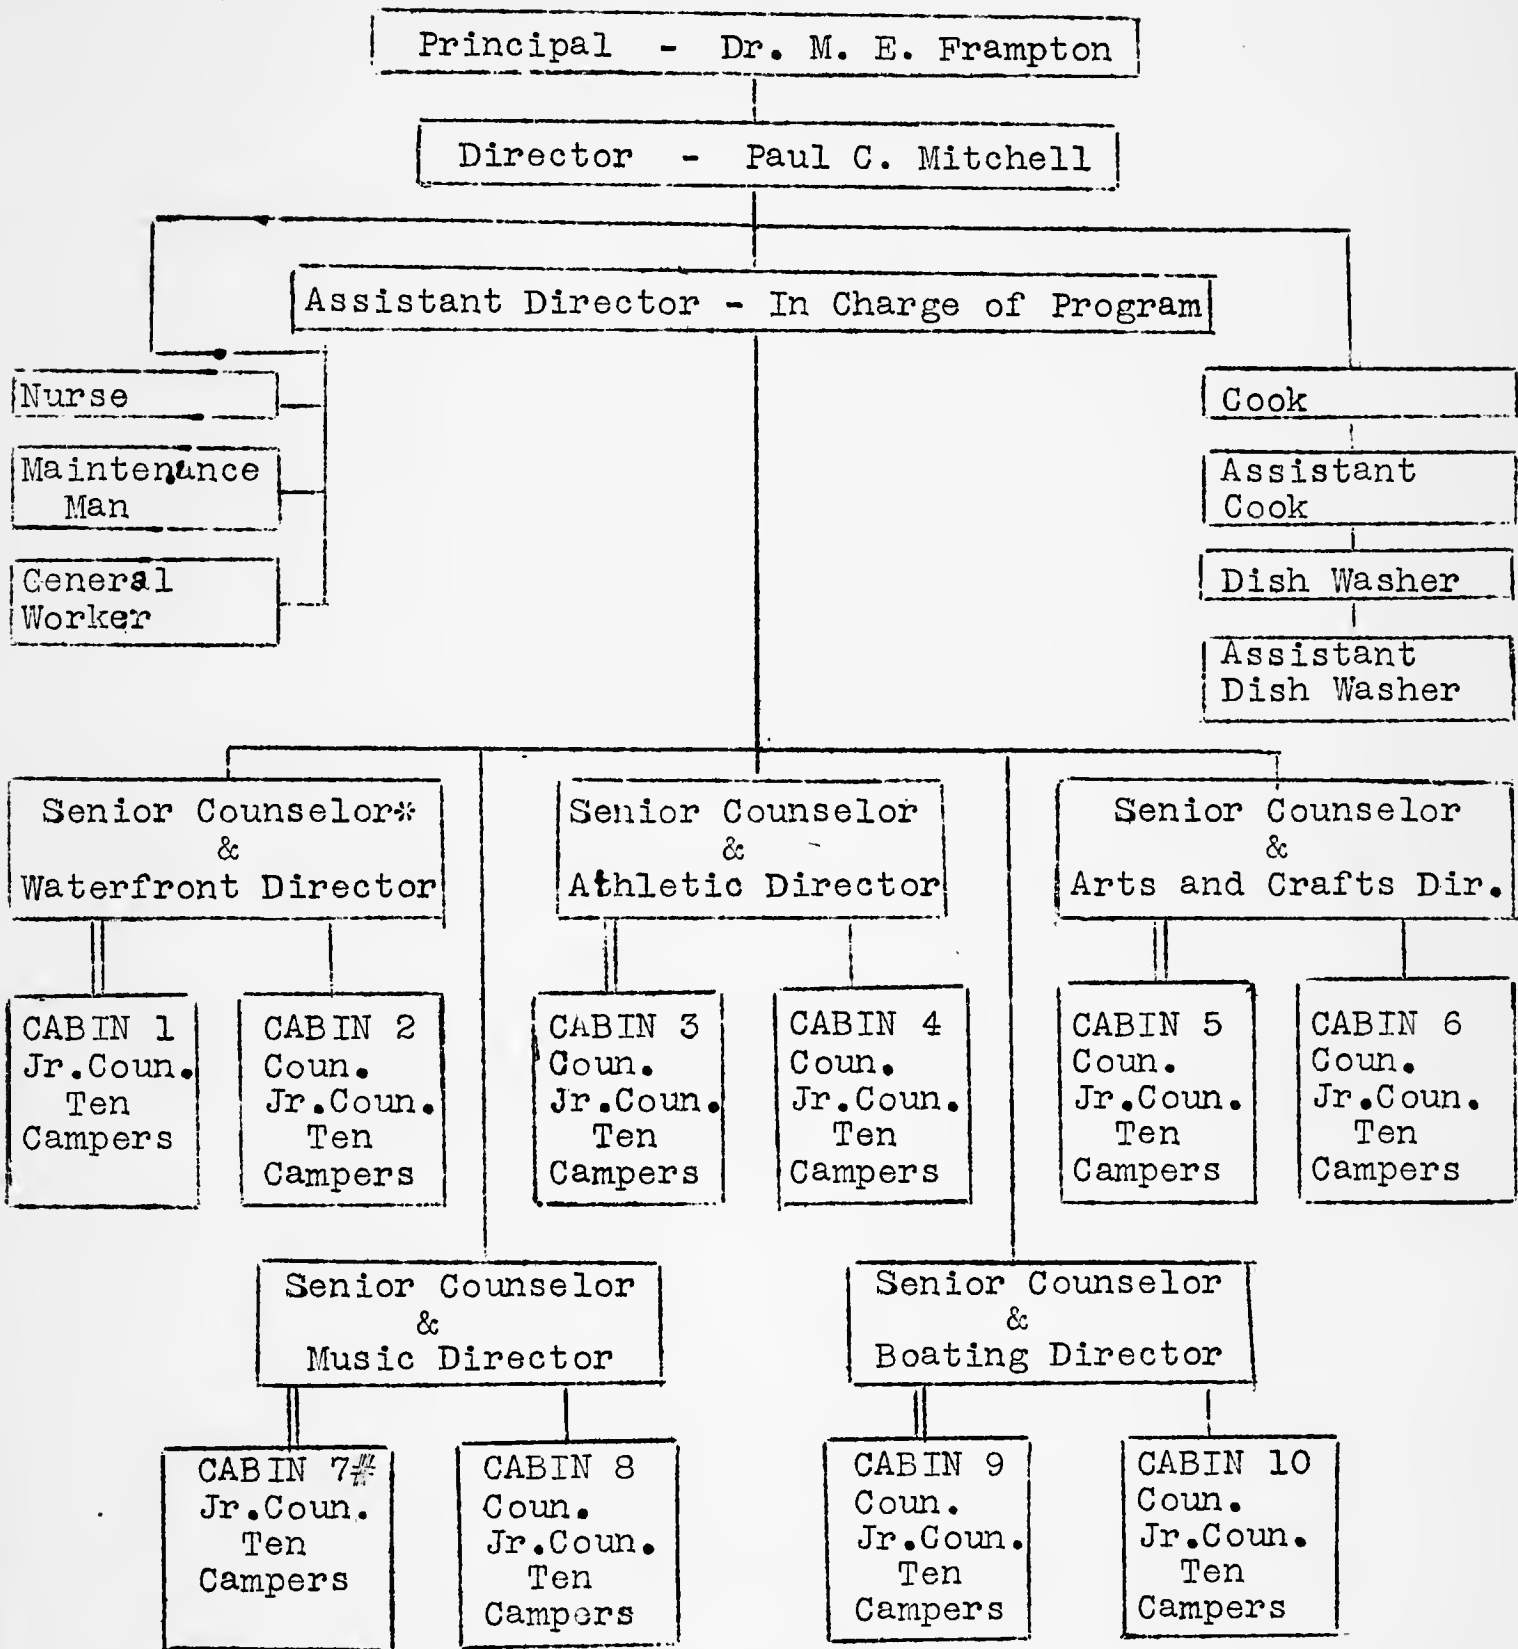 Principal - Dr. M. E. Frampton
Director - Paul C. Mitchell
Assistant Director - In Charge of Program
Nurse
Maintenance
Man
General
Worker
Cook
Assistant
Cook
Dish Washer
Assistant
Dish Washer
Senior Counselor*
&
Waterfront Director
Senior Counselor
&
Athletic Director
Senior Counselor
&
Arts and Crafts Dir.
CABIN 1
Jr.Coun.
Ten
Campers
CABIN 2
Coun.
Jr.Coun.
Ten
Campers
CABIN 3
Coun.
Jr.Coun.
Ten
Campers
CABIN 4
Coun.
Jr.Coun.
Ten
Campers
CABIN 5
Coun.
Jr.Coun.
Ten
Campers
CABIN 6
Coun.
Jr.Coun.
Ten
Campers
Senior Counselor
&
Music Director
Senior Counselor
&
Boating Director
CABIN 7#
Jr.Coun.
Ten
Campers
CABIN 8
Coun.
Jr.Coun.
Ten
Campers
CABIN 9
Coun.
Jr.Coun.
Ten
Campers
CABIN 10
Coun.
Jr.Coun.
Ten
Campers